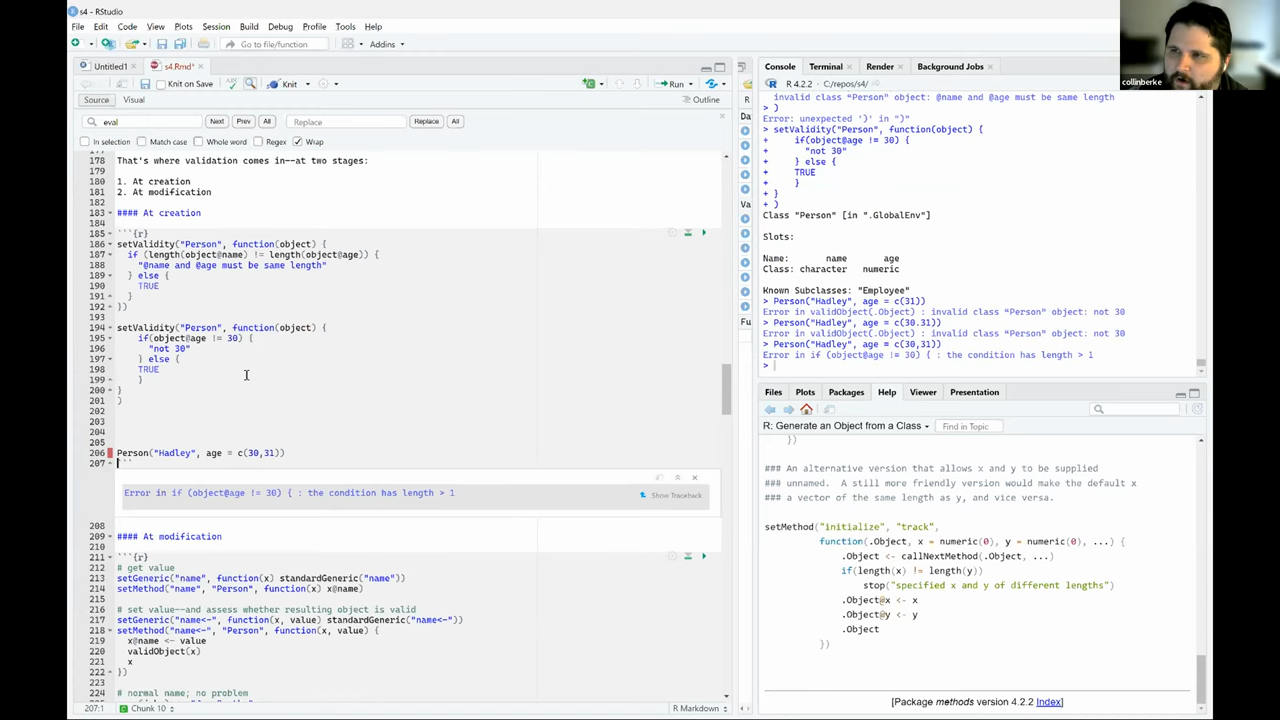 s4 - RStudio
File Edit Code View Plots Session Build Debug Profile Tools Help
Go to file/function Addins
Untitled1 s4.Rmd*
Knit on Save Knit Run
Source Visual Outline
eval Next Prev All Replace Replace All
In selection Match case Whole word Regex Wrap
177
178 That's where validation comes in--at two stages:
179
180 1. At creation
181 2. At modification
182
183 #### At creation
184
185 ```{r}
186 setValidity("Person", function(object) {
187 if (length(object@name) != length(object@age)) {
188 "@name and @age must be same length"
189 } else {
190 TRUE
191 }
192 })
193
194 setValidity("Person", function(object) {
195 if(object@age != 30) {
196 "not 30"
197 } else {
198 TRUE
199 }
200 }
201 )
202
203
204
205
206 Person("Hadley", age = c(30,31))
207 ```
Error in if (object@age != 30) { : the condition has length > 1
Show Traceback
208
209 #### At modification
210
211 ```{r}
212 # get value
213 setGeneric("name", function(x) standardGeneric("name"))
214 setMethod("name", "Person", function(x) x@name)
215
216 # set value--and assess whether resulting object is valid
217 setGeneric("name<-", function(x, value) standardGeneric("name<-"))
218 setMethod("name<-", "Person", function(x, value) {
219 x@name <- value
220 validObject(x)
221 x
222 })
223
224 # normal name; no problem
207:1 Chunk 10 R Markdown
Console Terminal Render Background Jobs
R 4.2.2 · C:/repos/s4/
invalid class "Person" object: @name and @age must be same length
> )
Error: unexpected ')' in ")"
> setValidity("Person", function(object) {
+ if(object@age != 30) {
+ "not 30"
+ } else {
+ TRUE
+ }
+ }
+ )
Class "Person" [in ".GlobalEnv"]
Slots:
Name: name age
Class: character numeric
Known Subclasses: "Employee"
> Person("Hadley", age = c(31))
Error in validObject(.Object) : invalid class "Person" object: not 30
> Person("Hadley", age = c(30.31))
Error in validObject(.Object) : invalid class "Person" object: not 30
> Person("Hadley", age = c(30,31))
Error in if (object@age != 30) { : the condition has length > 1
>
Files Plots Packages Help Viewer Presentation
R: Generate an Object from a Class Find in Topic
})
### An alternative version that allows x and y to be supplied
### unnamed. A still more friendly version would make the default x
### a vector of the same length as y, and vice versa.
setMethod("initialize", "track",
function(.Object, x = numeric(0), y = numeric(0), ...) {
.Object <- callNextMethod(.Object, ...)
if(length(x) != length(y))
stop("specified x and y of different lengths")
.Object@x <- x
.Object@y <- y
.Object
})
[Package methods version 4.2.2 Index]
collinberke